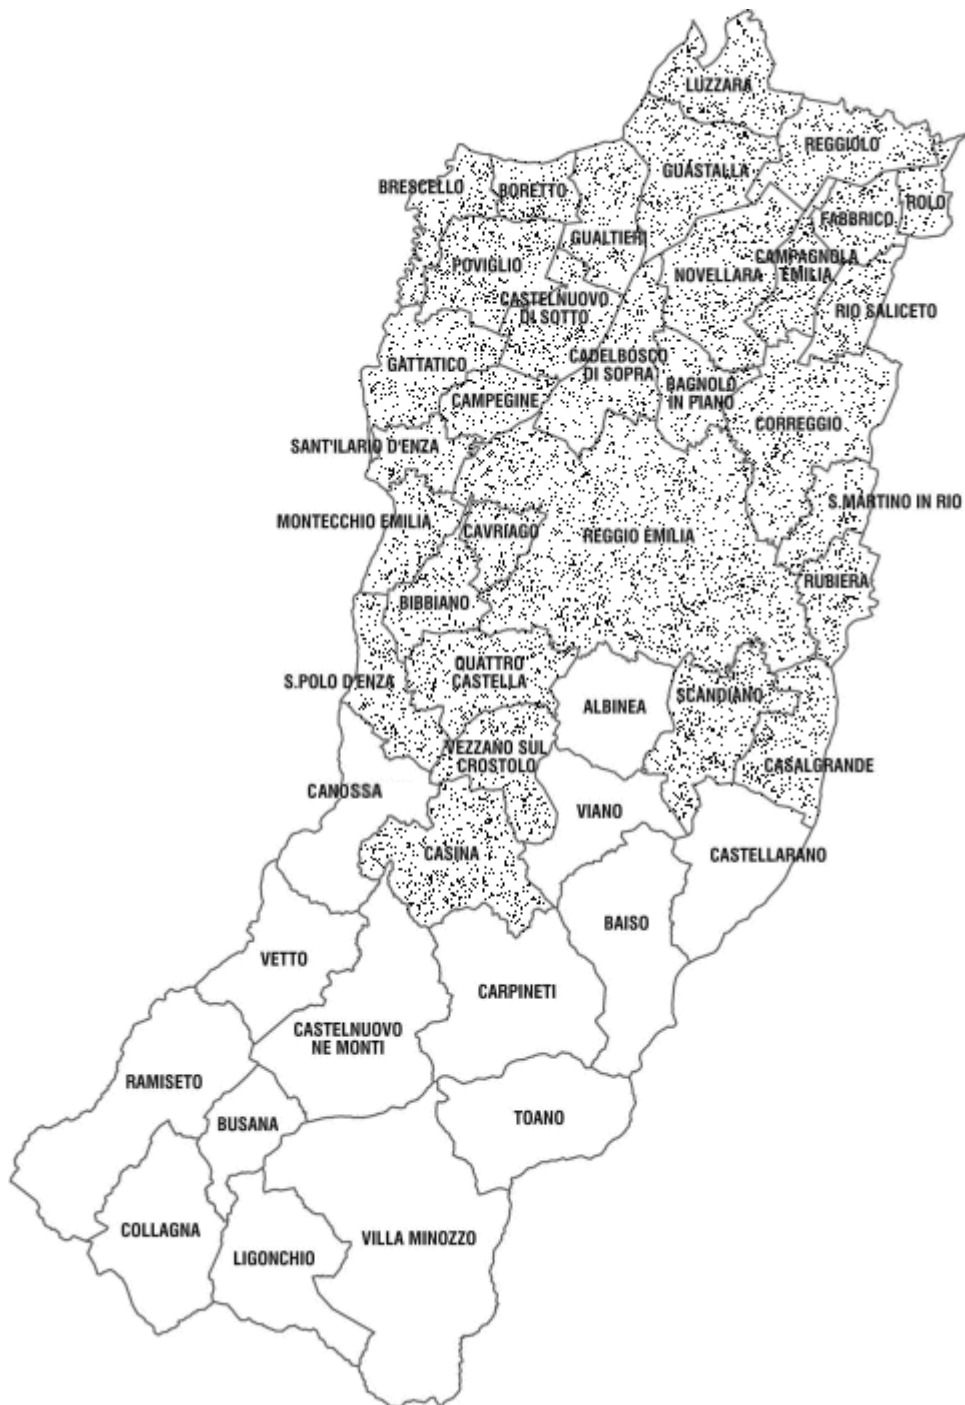 LUZZARA
REGGIOLO
GUASTALLA
BRESCELLO
BORETTO
ROLO
FABBRICO
GUALTIERI
POVIGLIO
NOVELLARA
CAMPAGNOLA
EMILIA
CASTELNUOVO
DI SOTTO
RIO SALICETO
GATTATICO
CADELBOSCO
DI SOPRA
BAGNOLO
IN PIANO
CAMPEGINE
CORREGGIO
SANT'ILARIO D'ENZA
S.MARTINO IN RIO
MONTECCHIO EMILIA
CAVRIAGO
REGGIO EMILIA
RUBIERA
BIBBIANO
QUATTRO
CASTELLA
S.POLO D'ENZA
SCANDIANO
ALBINEA
VEZZANO SUL
CROSTOLO
CASALGRANDE
CANOSSA
VIANO
CASINA
CASTELLARANO
BAISO
VETTO
CARPINETI
CASTELNUOVO
NE MONTI
RAMISETO
BUSANA
TOANO
COLLAGNA
VILLA MINOZZO
LIGONCHIO